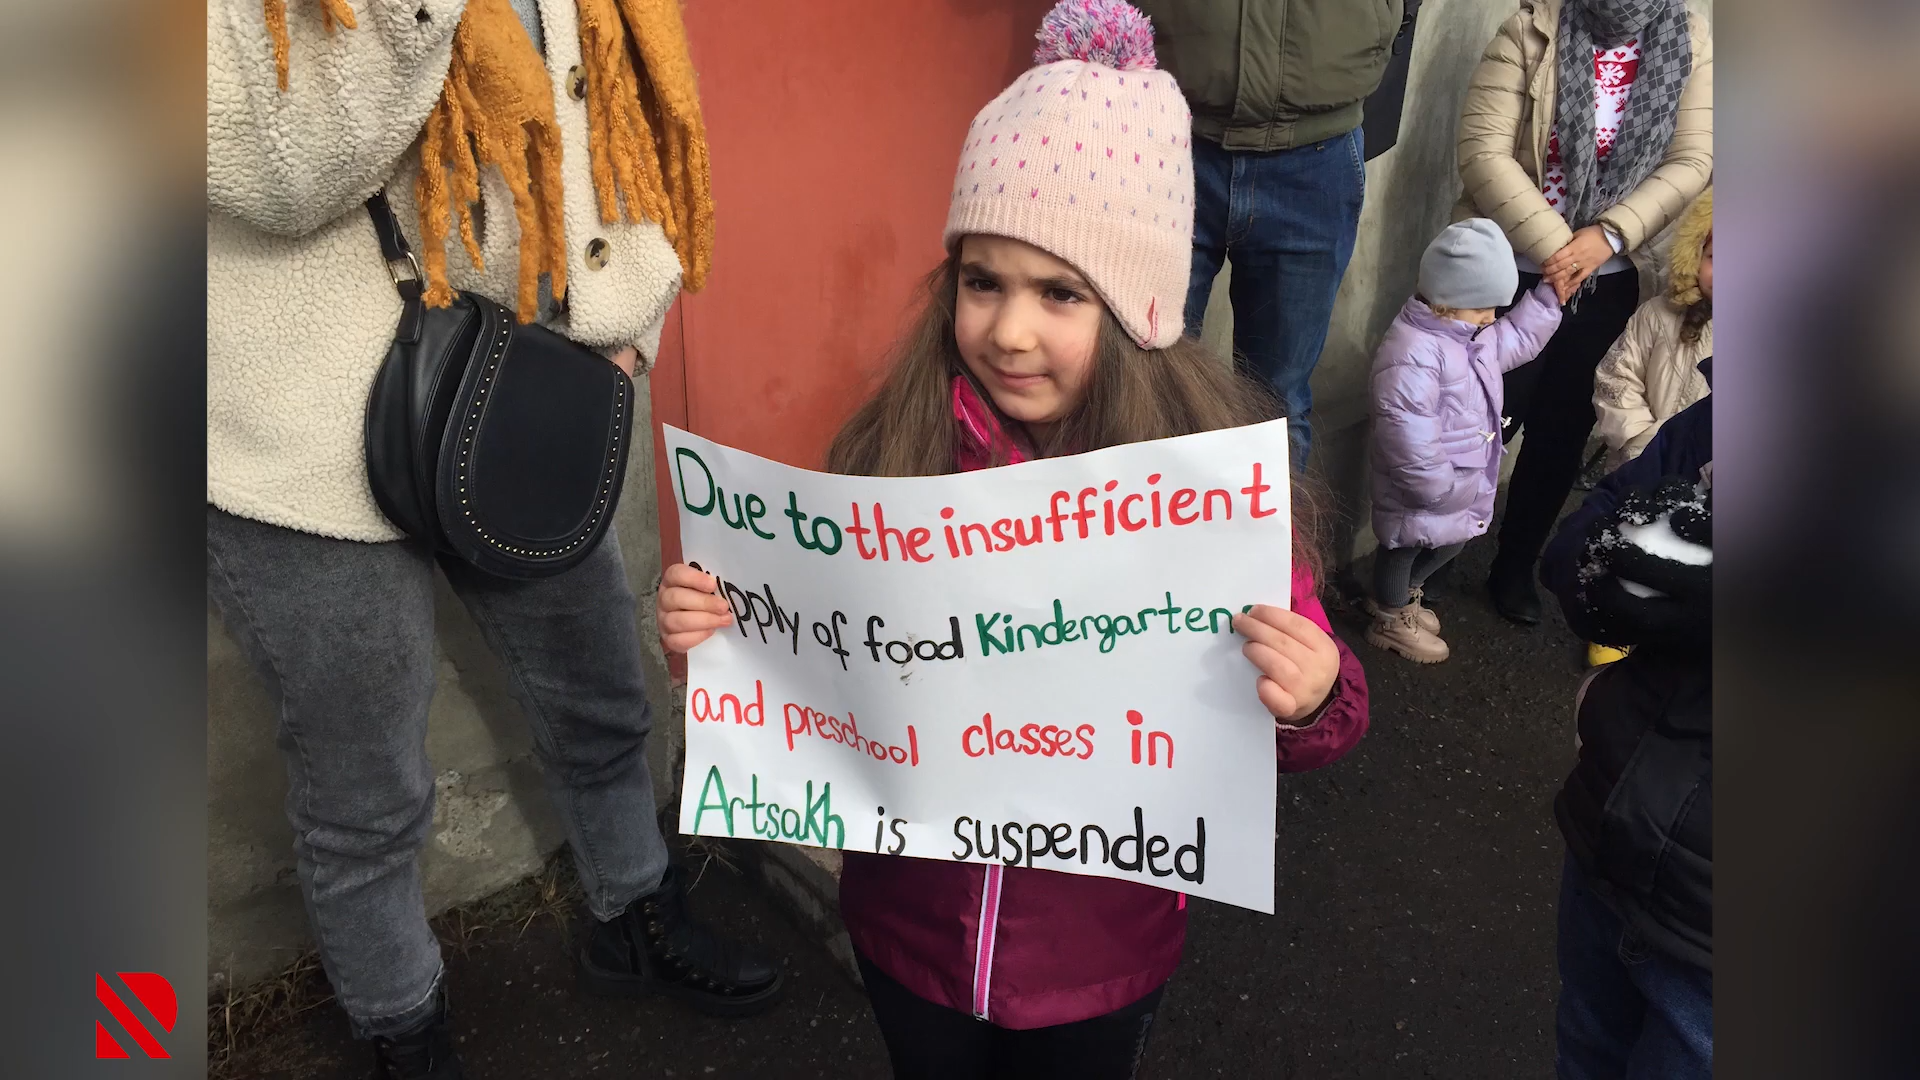 Due to the insufficient
supply of food Kindergartens
and preschool classes in
Artsakh is suspended